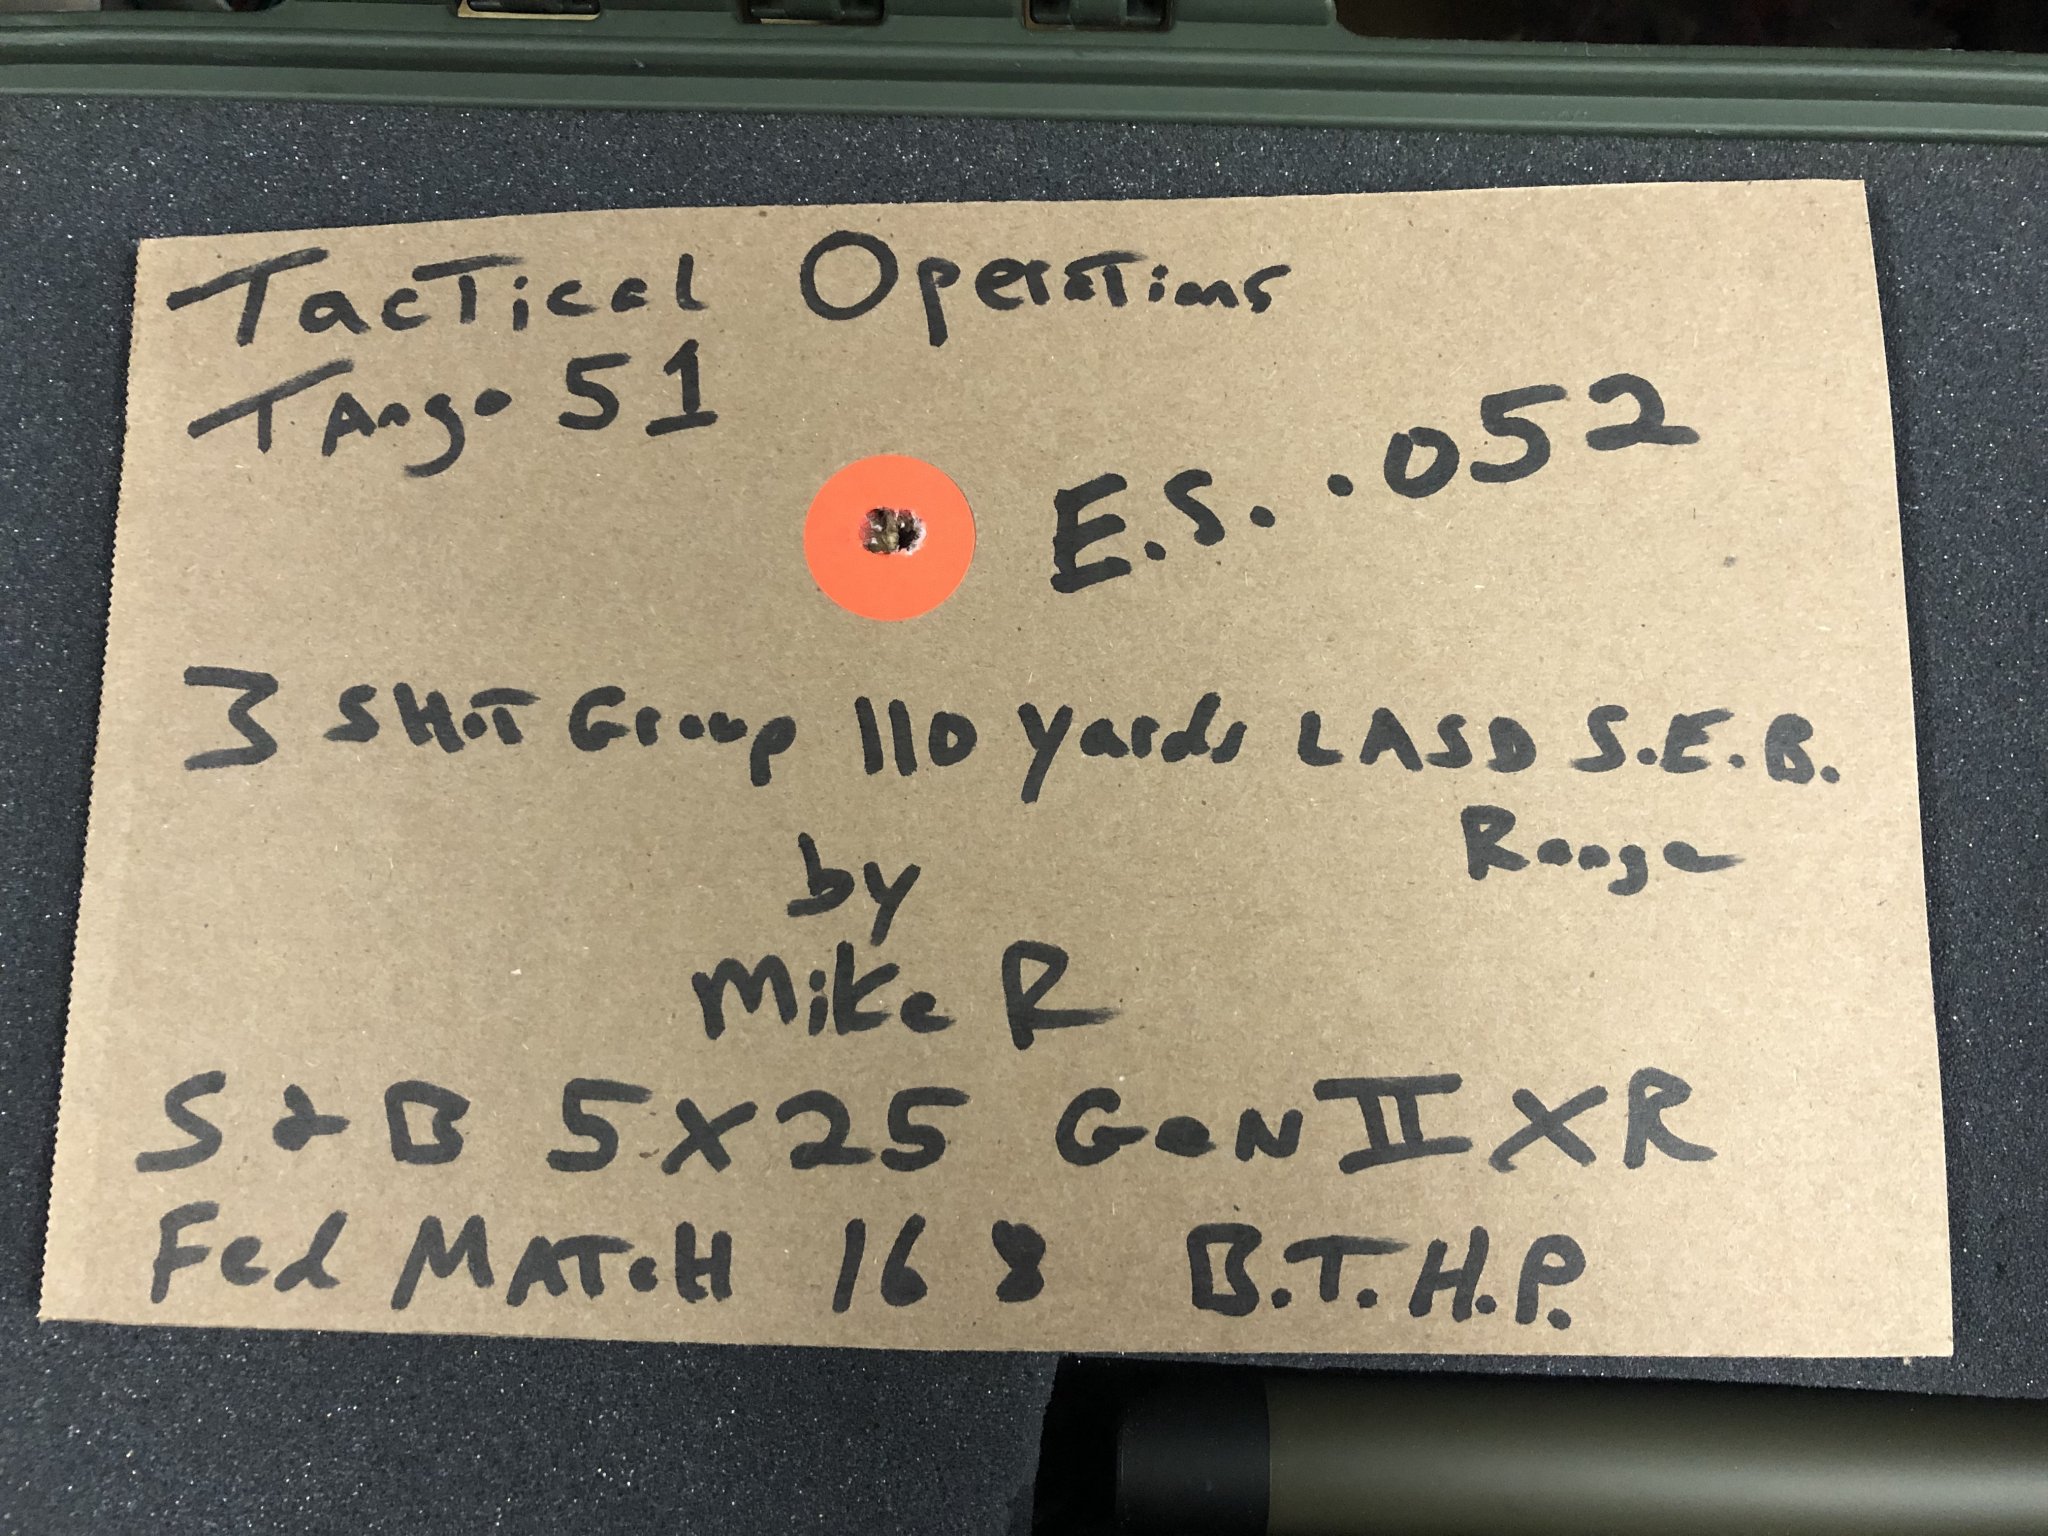 Tactical Operations
TAngo 51
E.S. .052
3 SHOT Group 110 yards LASD S.E.B.
Range
by
Mike R
S & B 5X25 GeN II XR
Fed MATcH 168 B.T.H.P.